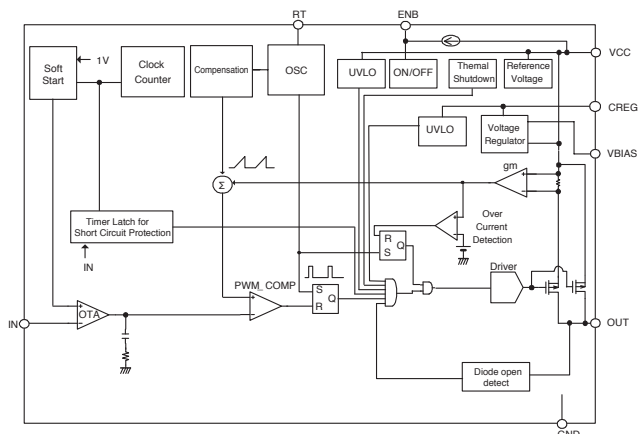 RT
ENB
VCC
1V
Soft
Start
Clock
Counter
Compensation
OSC
UVLO
ON/OFF
Themal
Shutdown
Reference
Voltage
CREG
UVLO
Voltage
Regulator
VBIAS
gm
Σ
Timer Latch for
Short Circuit Protection
IN
R
S
Q
Over
Current
Detection
PWM_COMP
Driver
S
R
Q
IN
OTA
OUT
Diode open
detect
GND